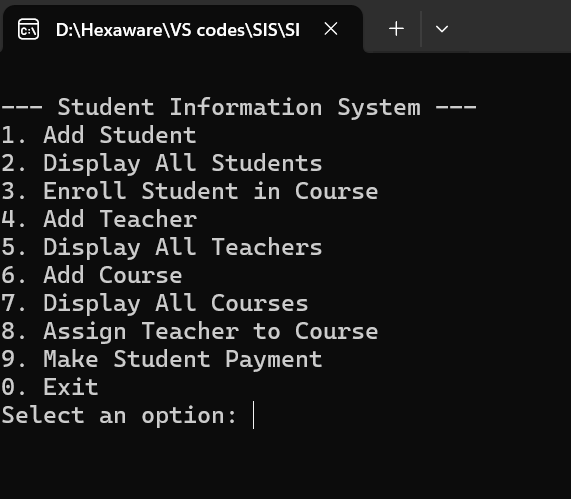 D:\Hexaware\VS codes\SIS\SI
--- Student Information System ---
1. Add Student
2. Display All Students
3. Enroll Student in Course
4. Add Teacher
5. Display All Teachers
6. Add Course
7. Display All Courses
8. Assign Teacher to Course
9. Make Student Payment
0. Exit
Select an option: